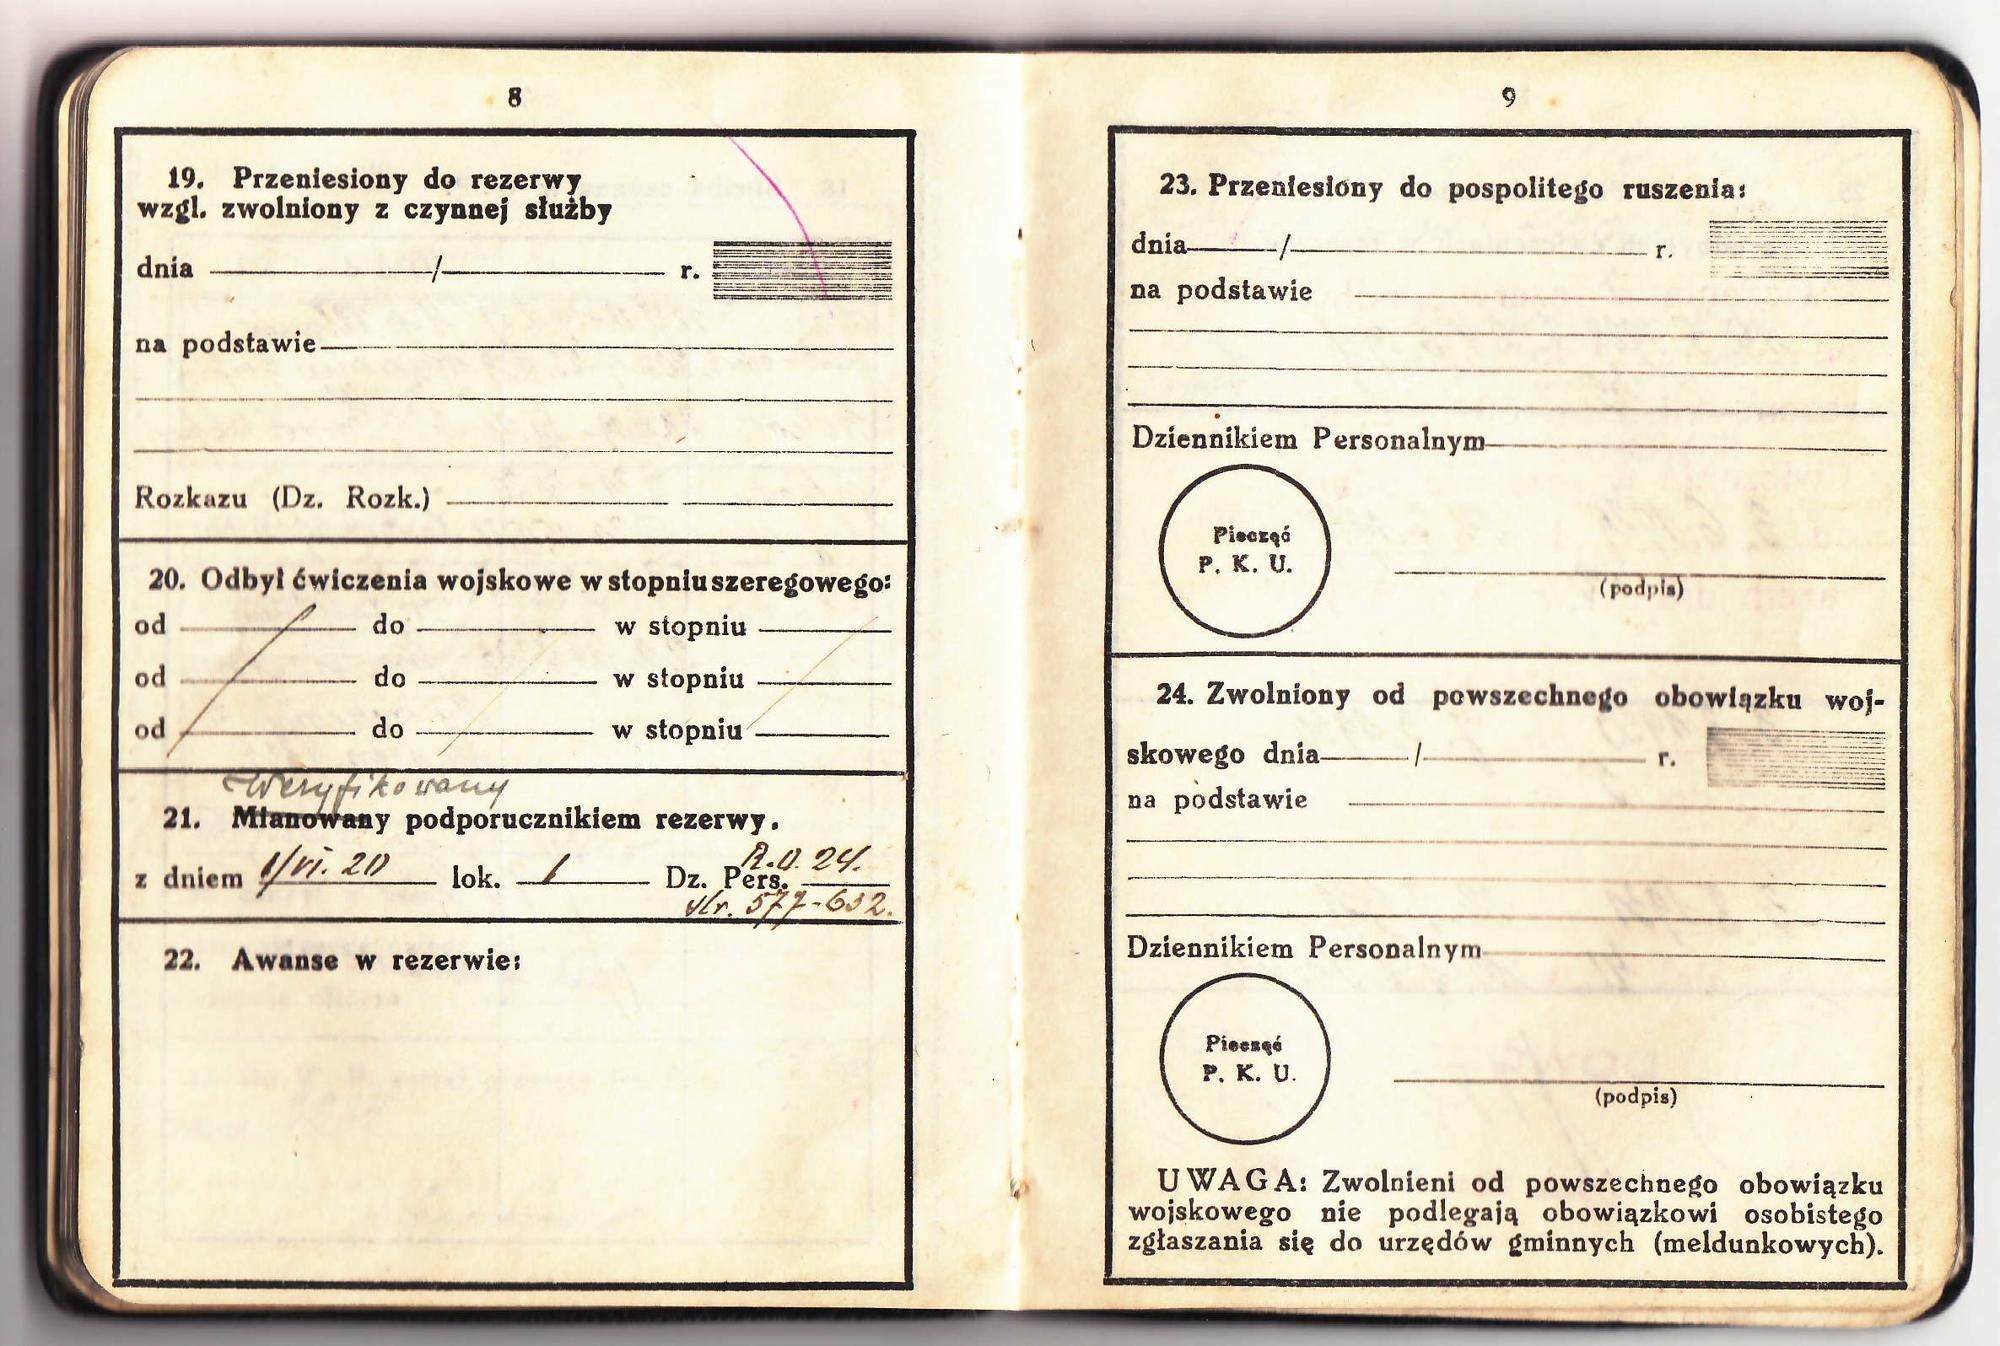 8
19. Przeniesiony do rezerwy
wzgl. zwolniony z czynnej służby
dnia / r.
na podstawie
Rozkazu (Dz. Rozk.)
20. Odbył ćwiczenia wojskowe w stopniu szeregowego:
od do w stopniu
od do w stopniu
od do w stopniu
Weryfikowany
21. Mianowany podporucznikiem rezerwy.
R.O. 24.
z dniem 1/VI. 20 lok. 1 Dz. Pers.
str. 577-632.
22. Awanse w rezerwie:
9
23. Przeniesiony do pospolitego ruszenia:
dnia / r.
na podstawie
Dziennikiem Personalnym
Pieczęć
P. K. U.
(podpis)
24. Zwolniony od powszechnego obowiązku woj-
skowego dnia / r.
na podstawie
Dziennikiem Personalnym
Pieczęć
P. K. U.
(podpis)
UWAGA: Zwolnieni od powszechnego obowiązku
wojskowego nie podlegają obowiązkowi osobistego
zgłaszania się do urzędów gminnych (meldunkowych).